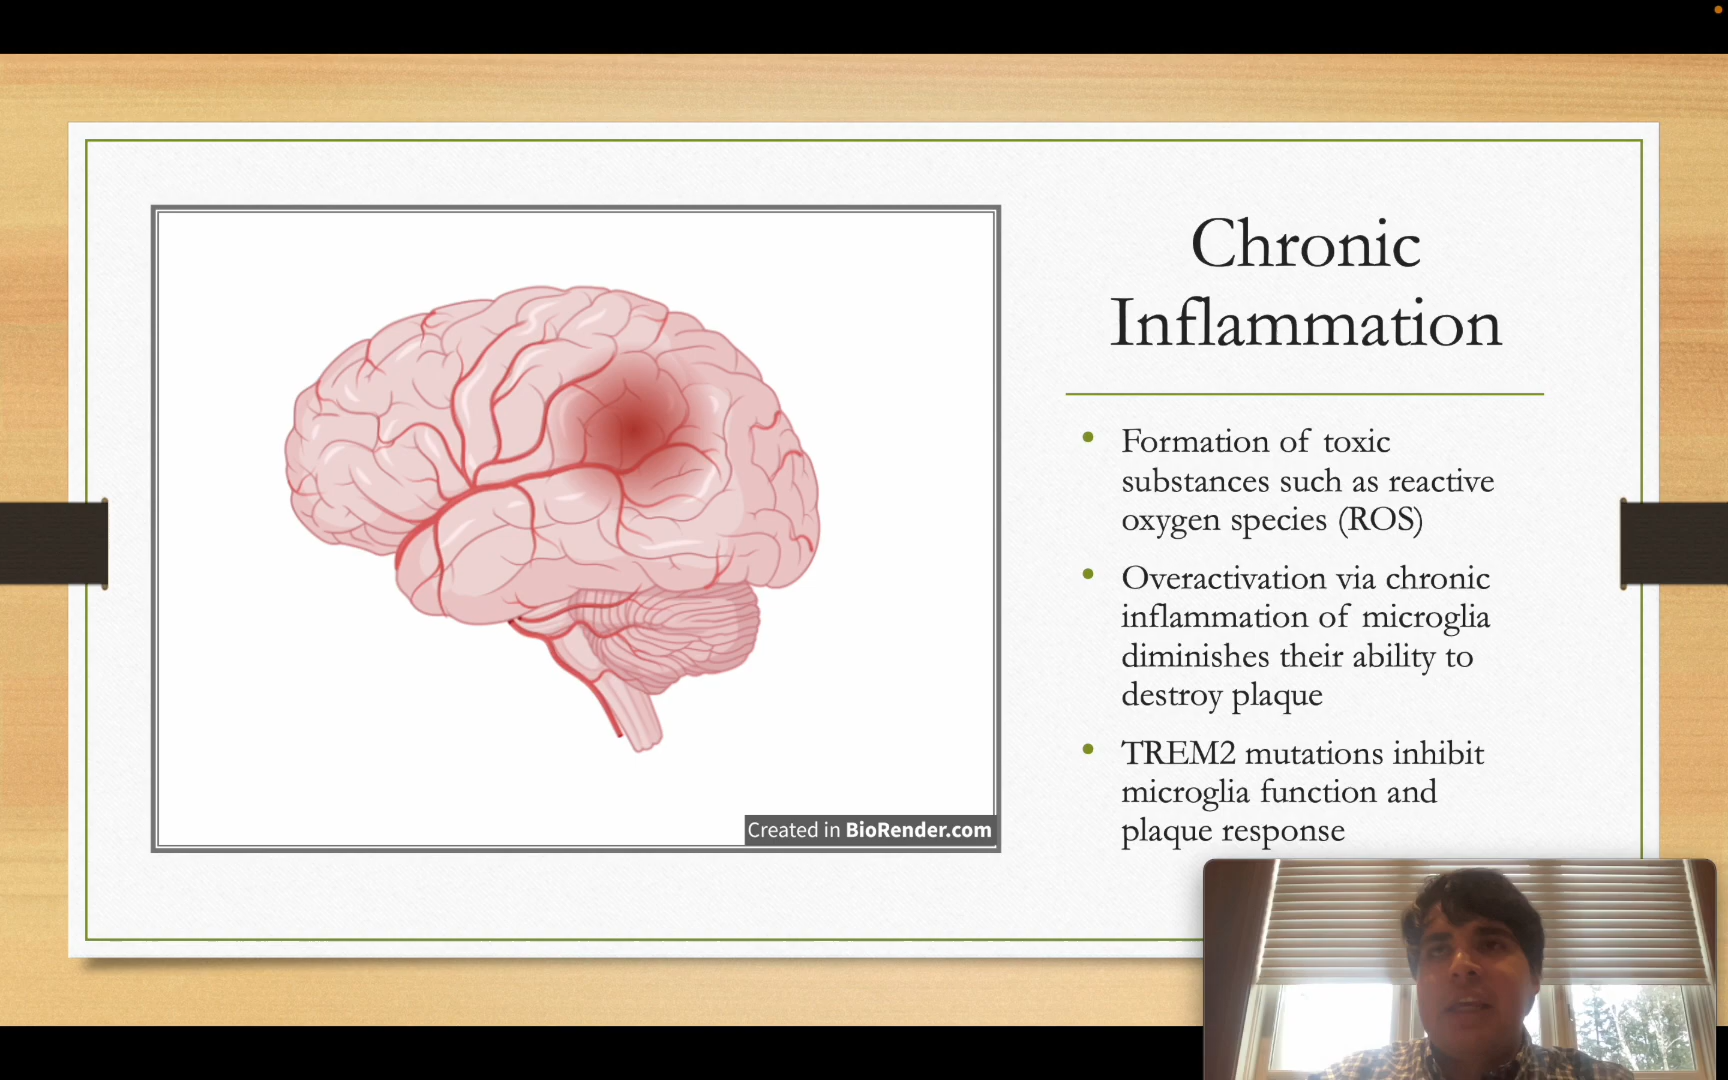 Chronic
Inflammation
Formation of toxic
substances such as reactive
oxygen species (ROS)
Overactivation via chronic
inflammation of microglia
diminishes their ability to
destroy plaque
TREM2 mutations inhibit
microglia function and
plaque response
Created in BioRender.com